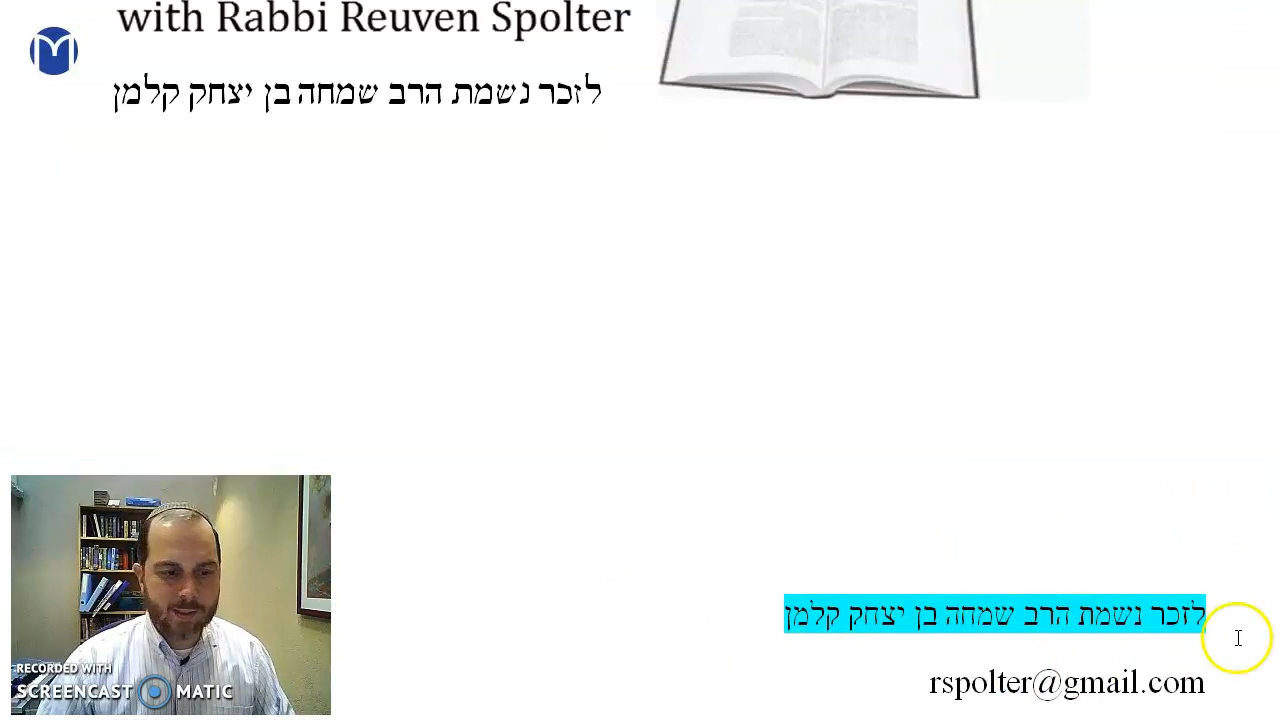 with Rabbi Reuven Spolter
לזכר נשמת הרב שמחה בן יצחק קלמן
לזכר נשמת הרב שמחה בן יצחק קלמן
rspolter@gmail.com
RECORDED WITH
SCREENCAST MATIC